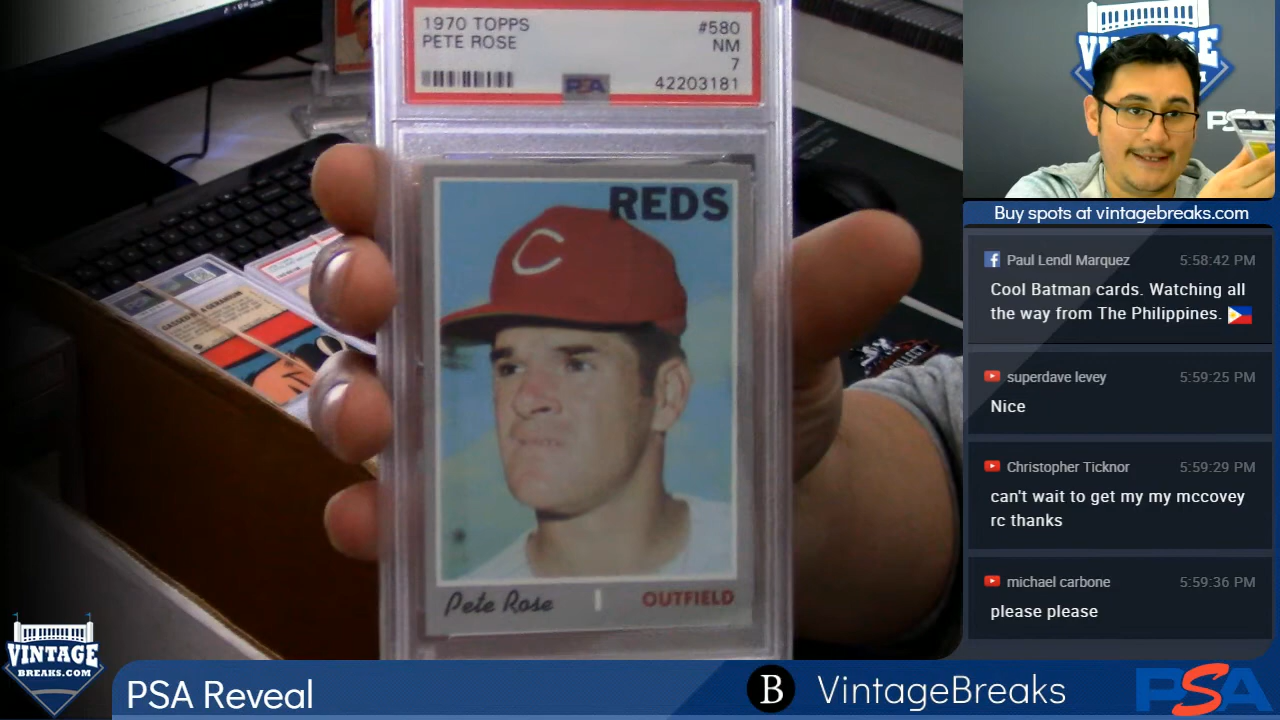 1970 TOPPS #580
PETE ROSE NM
7
PSA 42203181
REDS
C
Pete Rose OUTFIELD
Buy spots at vintagebreaks.com
Paul Lendl Marquez 5:58:42 PM
Cool Batman cards. Watching all
the way from The Philippines. 🇵🇭
superdave levey 5:59:25 PM
Nice
Christopher Ticknor 5:59:29 PM
can't wait to get my my mccovey
rc thanks
michael carbone 5:59:36 PM
please please
VINTAGE
BREAKS.COM
PSA Reveal
B VintageBreaks
PSA